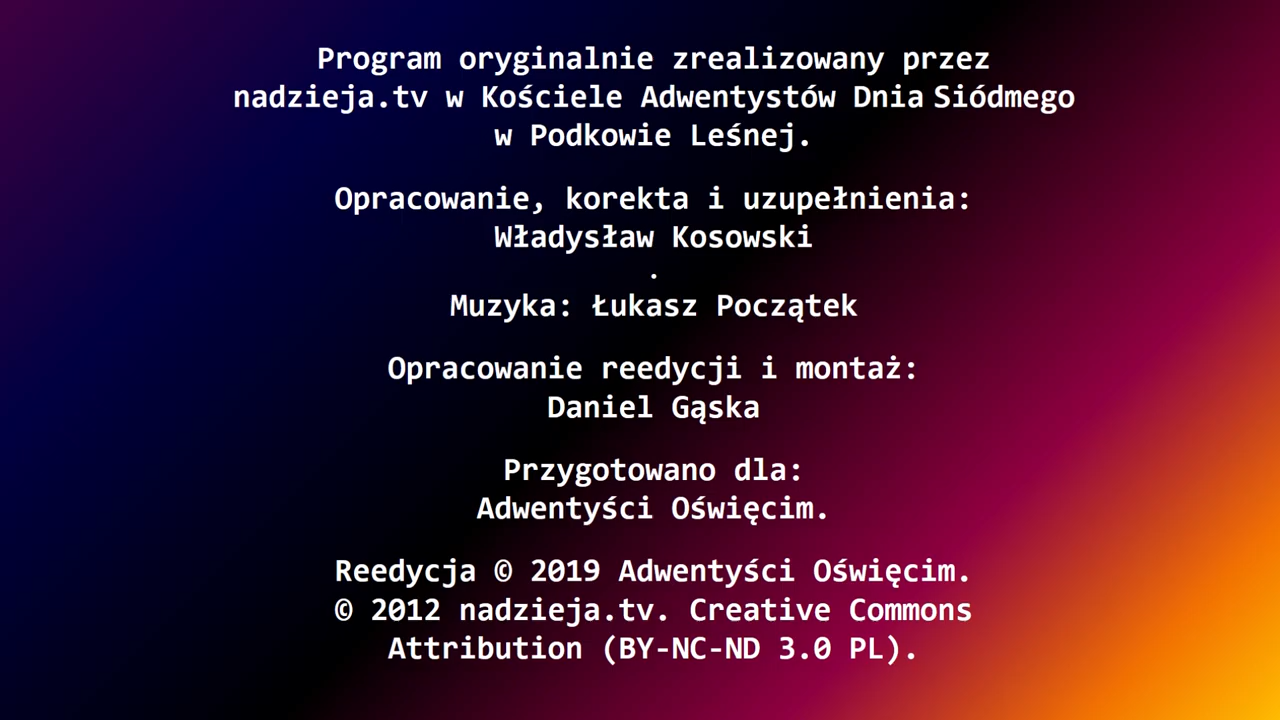 Program oryginalnie zrealizowany przez
nadzieja.tv w Kościele Adwentystów Dnia Siódmego
w Podkowie Leśnej.
Opracowanie, korekta i uzupełnienia:
Władysław Kosowski
.
Muzyka: Łukasz Początek
Opracowanie reedycji i montaż:
Daniel Gąska
Przygotowano dla:
Adwentyści Oświęcim.
Reedycja © 2019 Adwentyści Oświęcim.
© 2012 nadzieja.tv. Creative Commons
Attribution (BY-NC-ND 3.0 PL).